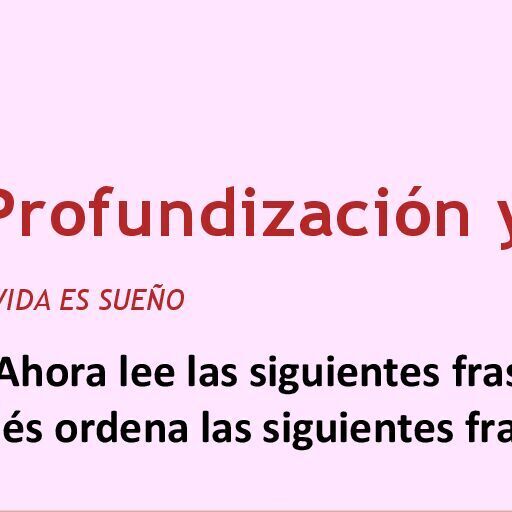 Profundización y
VIDA ES SUEÑO
Ahora lee las siguientes fras
és ordena las siguientes fra